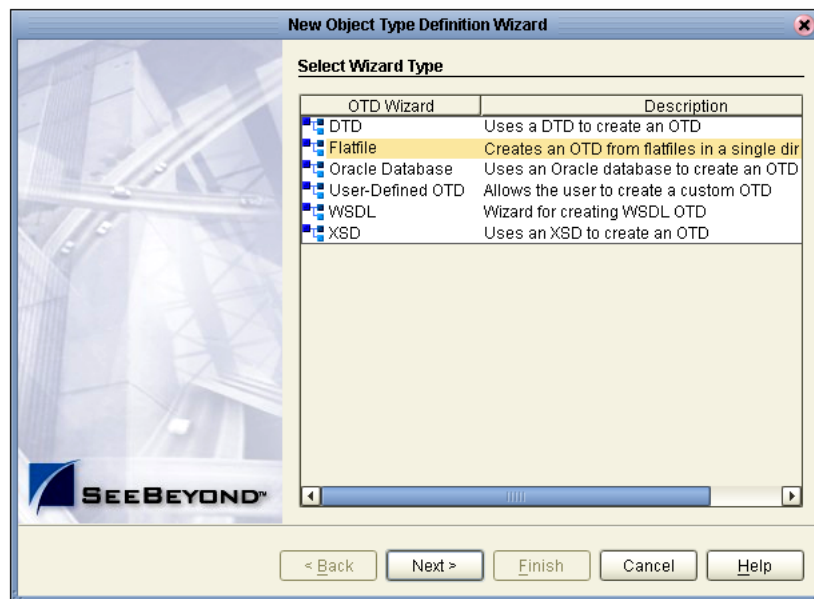 New Object Type Definition Wizard
Select Wizard Type
OTD Wizard Description
DTD Uses a DTD to create an OTD
Flatfile Creates an OTD from flatfiles in a single dir
Oracle Database Uses an Oracle database to create an OTD
User-Defined OTD Allows the user to create a custom OTD
WSDL Wizard for creating WSDL OTD
XSD Uses an XSD to create an OTD
SEEBEYOND™
< Back Next > Finish Cancel Help